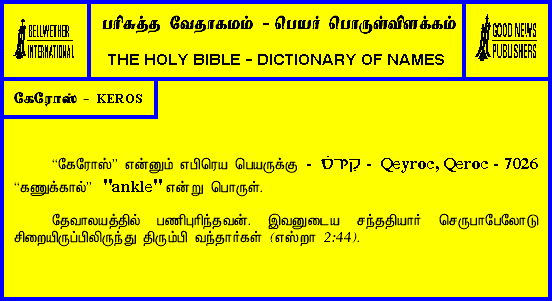 BELLWETHER
INTERNATIONAL
பரிசுத்த வேதாகமம் - பெயர் பொருள்விளக்கம்
THE HOLY BIBLE - DICTIONARY OF NAMES
GOOD NEWS
PUBLISHERS
கேரோஸ் - KEROS
“கேரோஸ்” என்னும் எபிரெய பெயருக்கு - קֵירֹס - Qeyroc, Qeroc - 7026
“கணுக்கால்” "ankle" என்று பொருள்.
தேவாலயத்தில் பணிபுரிந்தவன். இவனுடைய சந்ததியார் செருபாபேலோடு
சிறையிருப்பிலிருந்து திரும்பி வந்தார்கள் (எஸ்றா 2:44).